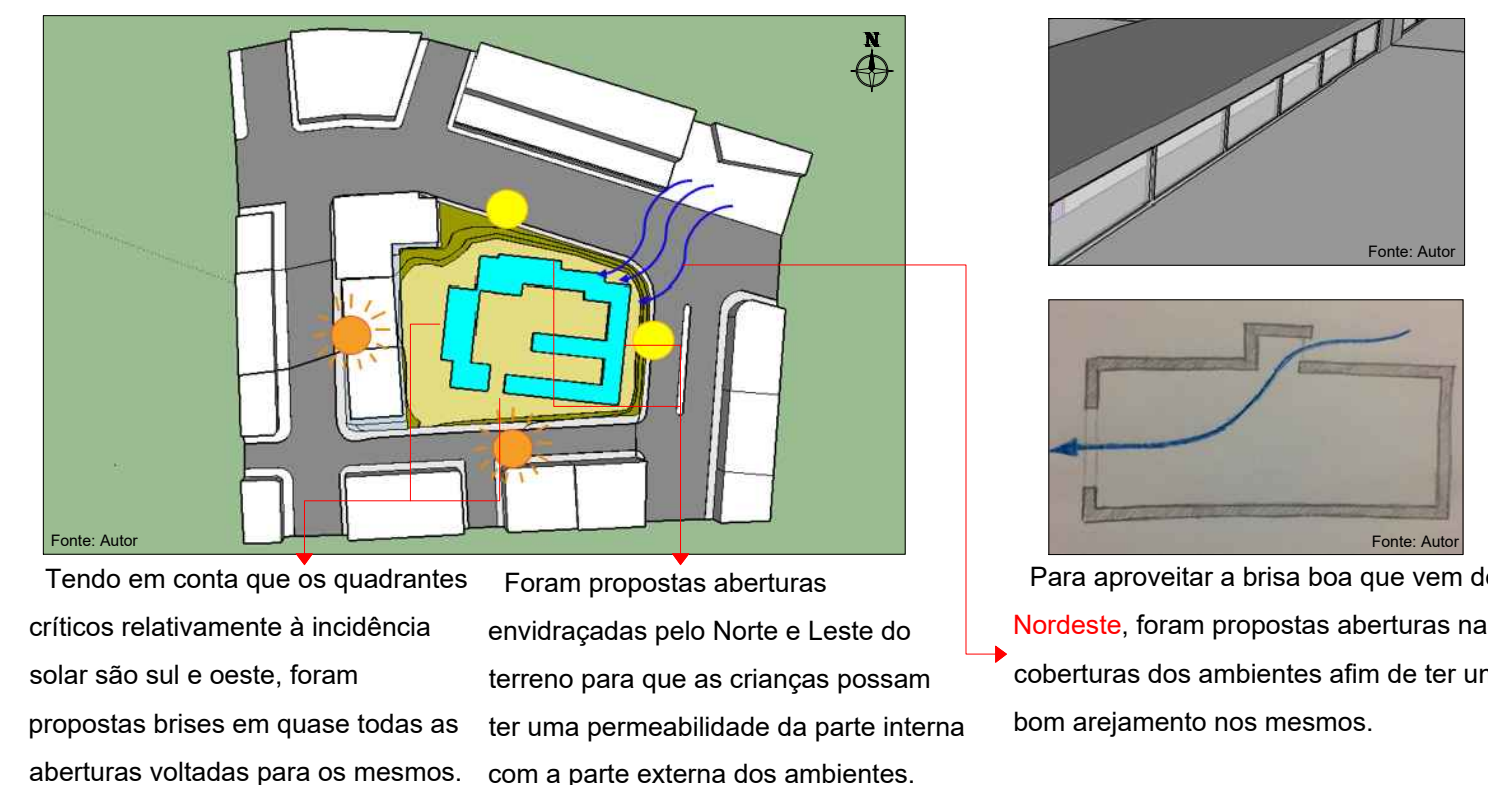 N
Fonte: Autor
Fonte: Autor
Fonte: Autor
Tendo em conta que os quadrantes
críticos relativamente à incidência
solar são sul e oeste, foram
propostas brises em quase todas as
aberturas voltadas para os mesmos.
Foram propostas aberturas
envidraçadas pelo Norte e Leste do
terreno para que as crianças possam
ter uma permeabilidade da parte interna
com a parte externa dos ambientes.
Para aproveitar a brisa boa que vem
Nordeste, foram propostas aberturas
coberturas dos ambientes afim de ter
bom arejamento nos mesmos.